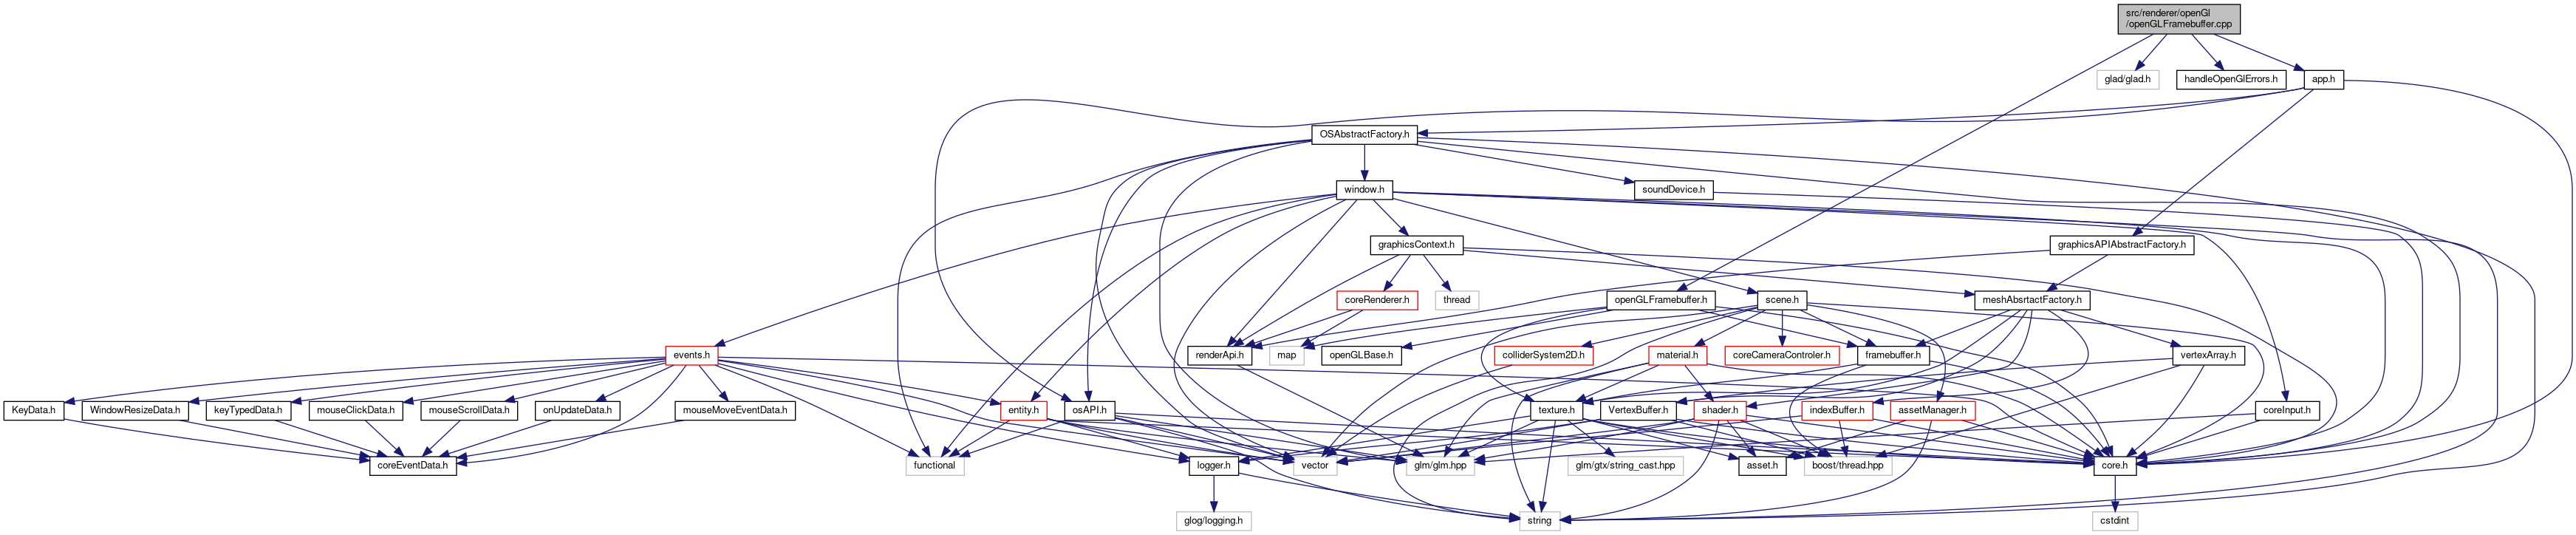 src/renderer/openGl
/openGLFramebuffer.cpp
glad/glad.h
handleOpenGlErrors.h
app.h
OSAbstractFactory.h
window.h
soundDevice.h
graphicsContext.h
graphicsAPIAbstractFactory.h
coreRenderer.h
thread
openGLFramebuffer.h
scene.h
meshAbsrtactFactory.h
events.h
renderApi.h
map
openGLBase.h
colliderSystem2D.h
material.h
coreCameraControler.h
framebuffer.h
vertexArray.h
KeyData.h
WindowResizeData.h
keyTypedData.h
mouseClickData.h
mouseScrollData.h
onUpdateData.h
mouseMoveEventData.h
entity.h
osAPI.h
texture.h
VertexBuffer.h
shader.h
indexBuffer.h
assetManager.h
coreInput.h
coreEventData.h
functional
logger.h
vector
glm/glm.hpp
glm/gtx/string_cast.hpp
asset.h
boost/thread.hpp
core.h
glog/logging.h
string
cstdint